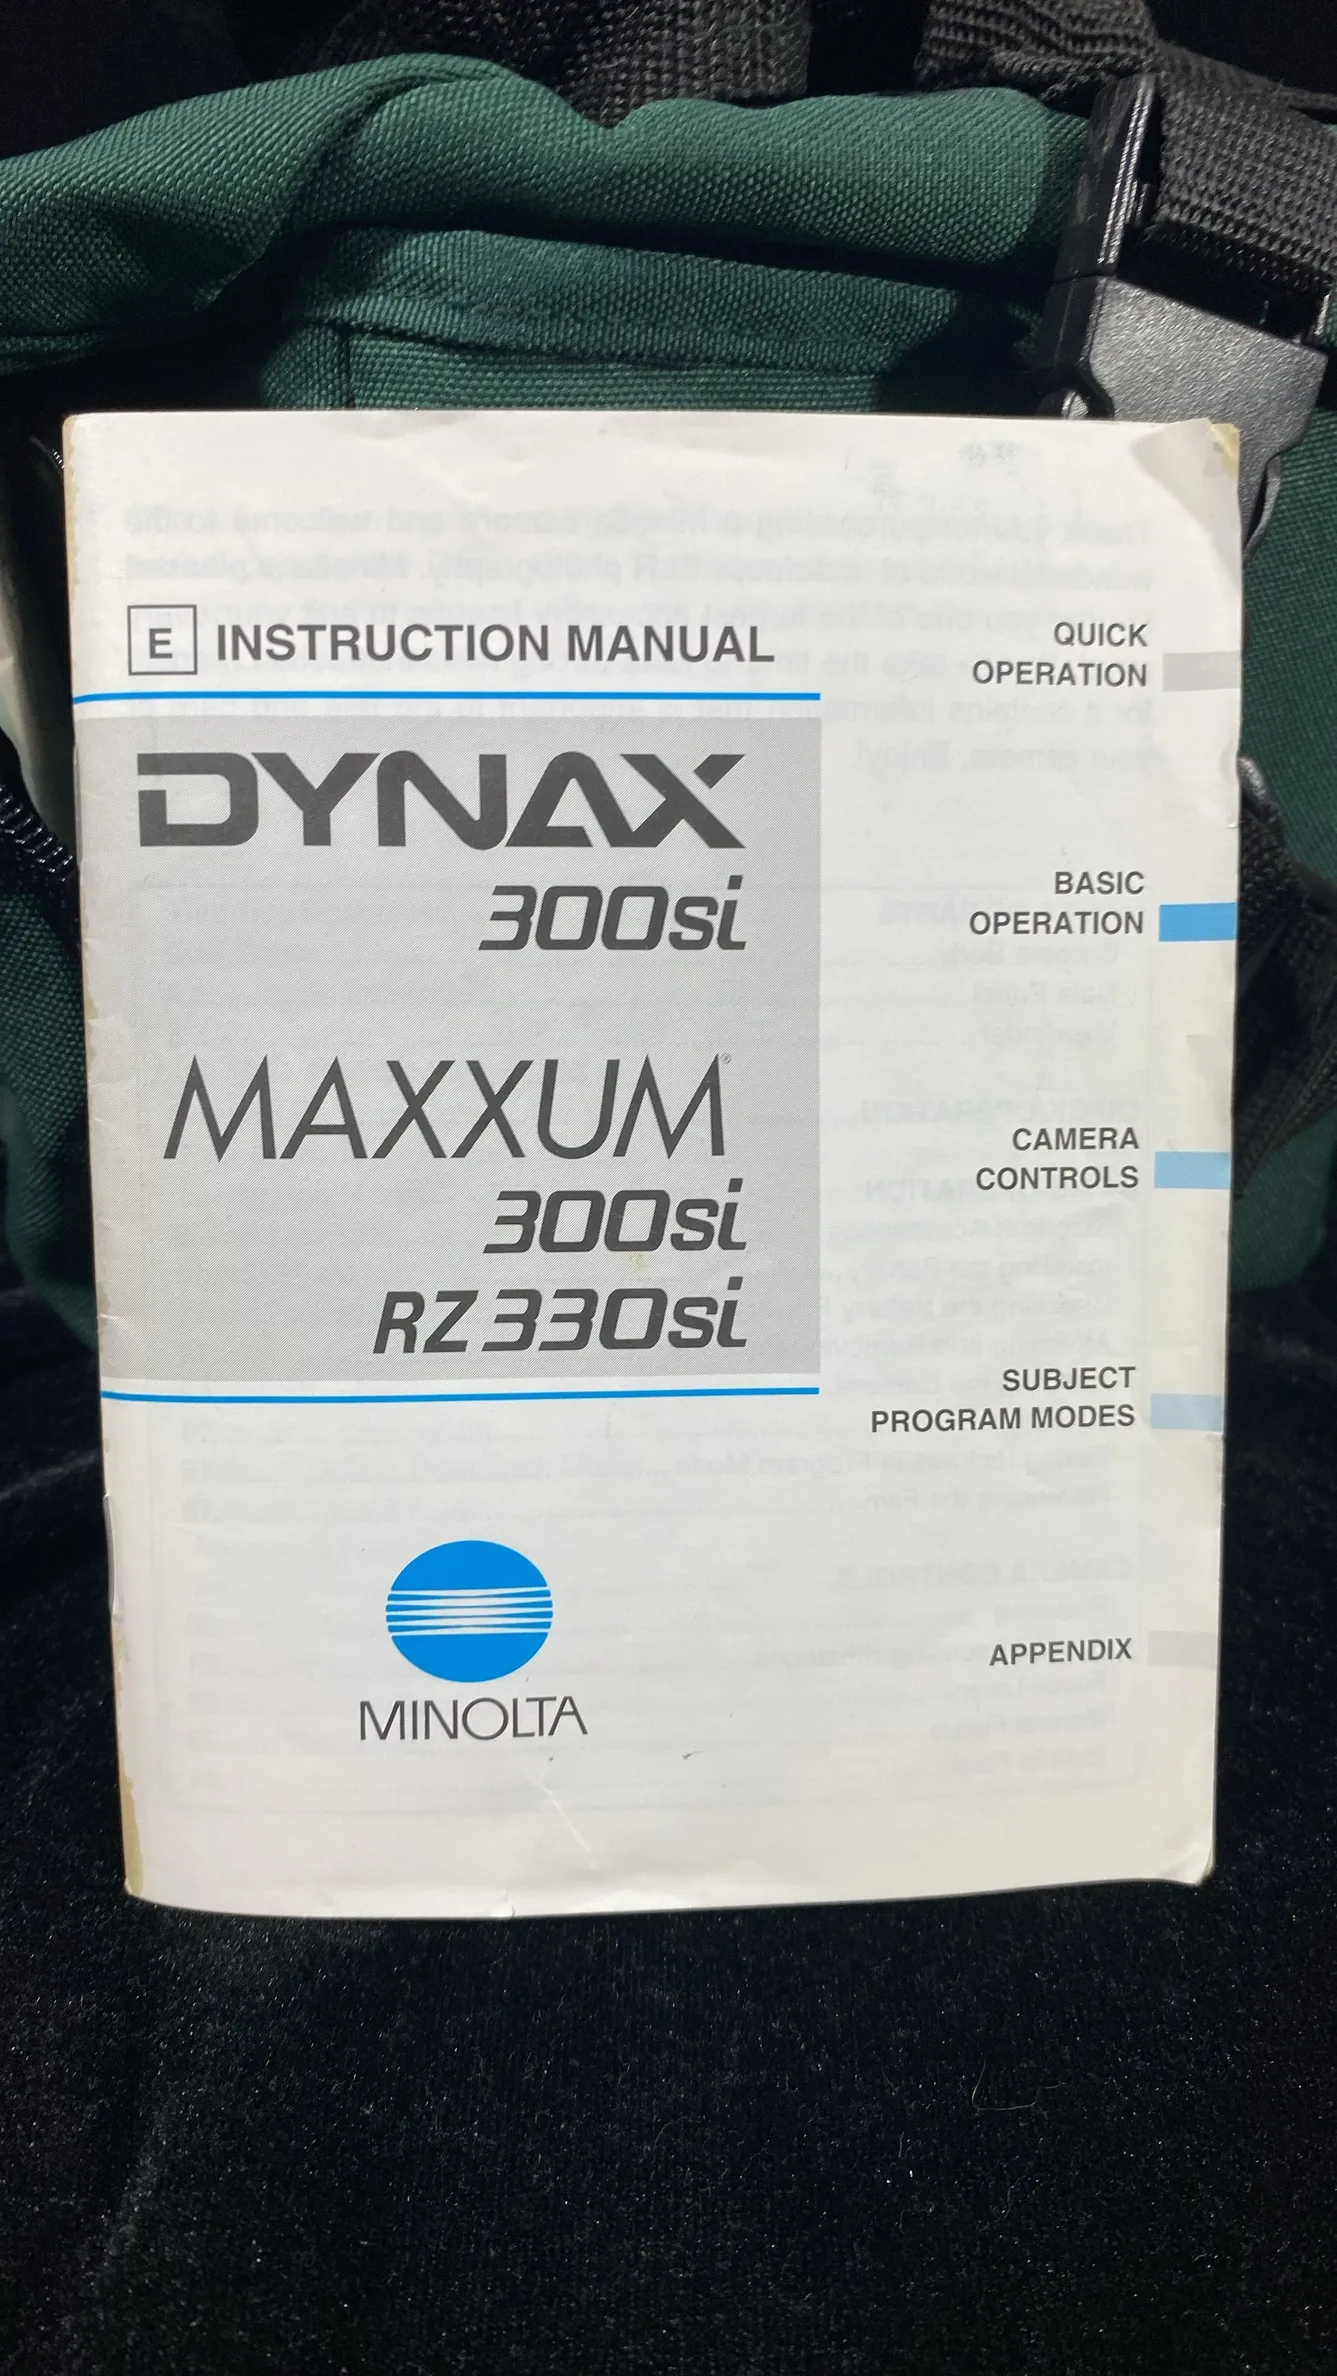 E INSTRUCTION MANUAL
DYNAX
300si
MAXXUM®
300si
RZ330si
MINOLTA
QUICK
OPERATION
BASIC
OPERATION
CAMERA
CONTROLS
SUBJECT
PROGRAM MODES
APPENDIX